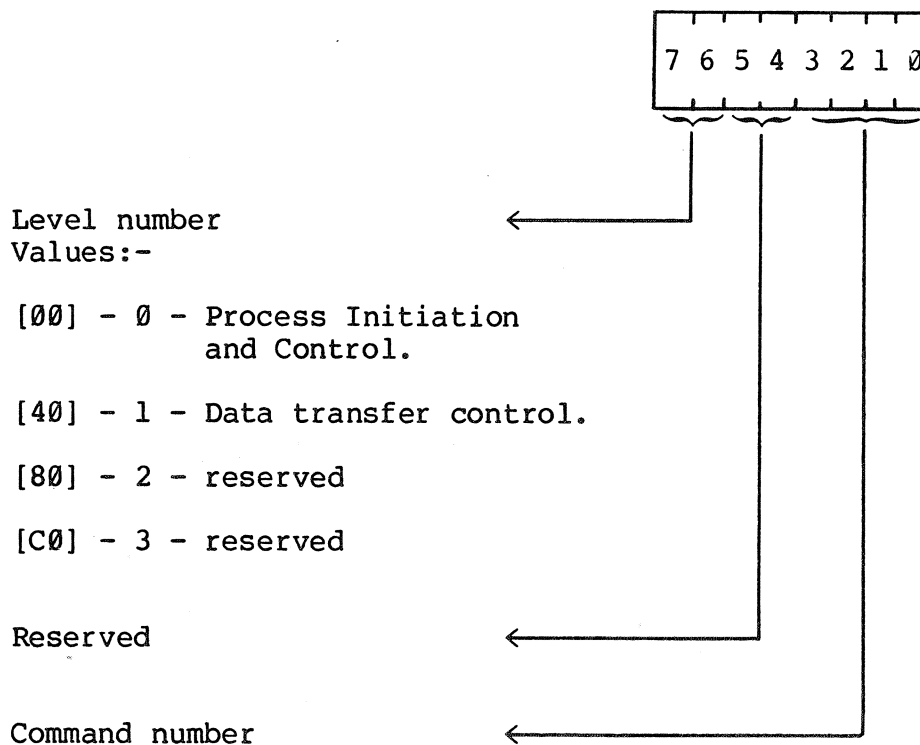 7 6 5 4 3 2 1 Ø
Level number
Values:-
[ØØ] - Ø - Process Initiation
and Control.
[4Ø] - 1 - Data transfer control.
[8Ø] - 2 - reserved
[CØ] - 3 - reserved
Reserved
Command number